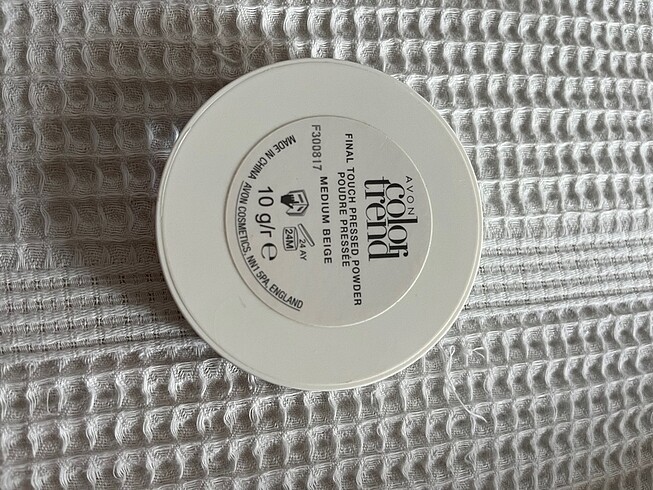 AVON
color
trend
FINAL TOUCH PRESSED POWDER
POUDRE PRESSÉE
MEDIUM BEIGE
F300817
24 AY
24M
10 g/r e
MADE IN CHINA AVON COSMETICS, NN1 5PA, ENGLAND